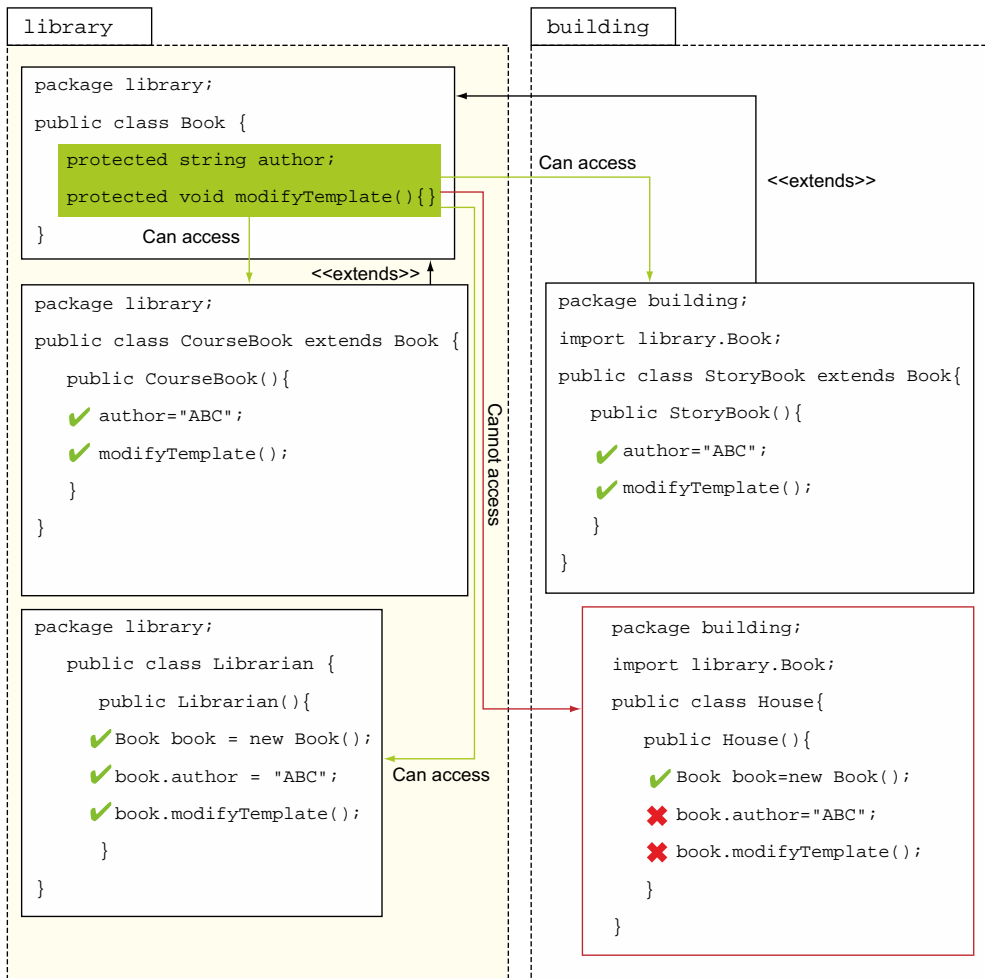 library
package library;
public class Book {
protected string author;
protected void modifyTemplate(){}
}
Can access
<<extends>>
package library;
public class CourseBook extends Book {
public CourseBook(){
author="ABC";
modifyTemplate();
}
}
package library;
public class Librarian {
public Librarian(){
Book book = new Book();
book.author = "ABC";
book.modifyTemplate();
}
}
Can access
Cannot access
building
Can access
<<extends>>
package building;
import library.Book;
public class StoryBook extends Book{
public StoryBook(){
author="ABC";
modifyTemplate();
}
}
package building;
import library.Book;
public class House{
public House(){
Book book=new Book();
book.author="ABC";
book.modifyTemplate();
}
}